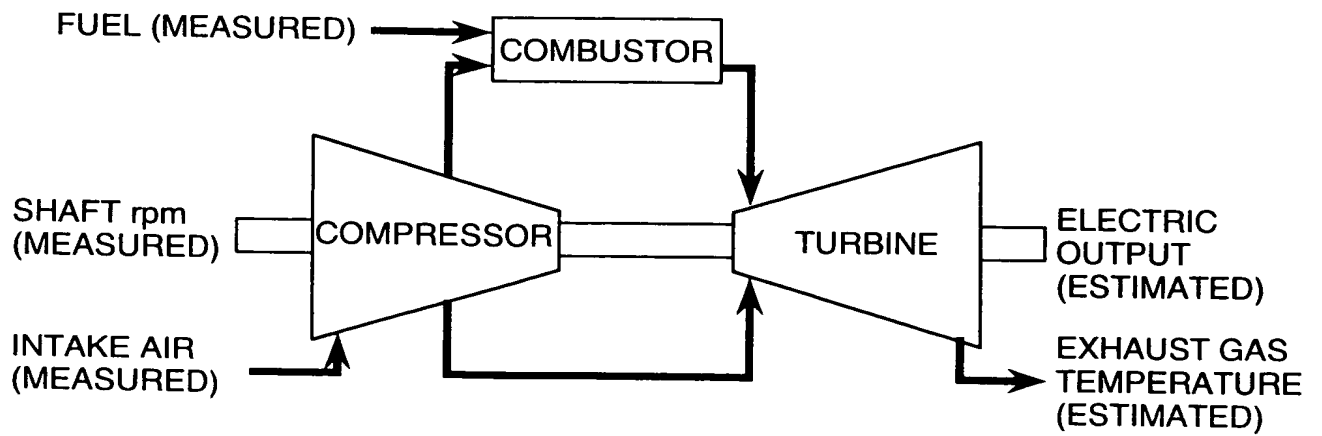 FUEL (MEASURED)
COMBUSTOR
SHAFT rpm
(MEASURED)
COMPRESSOR
TURBINE
ELECTRIC
OUTPUT
(ESTIMATED)
INTAKE AIR
(MEASURED)
EXHAUST GAS
TEMPERATURE
(ESTIMATED)